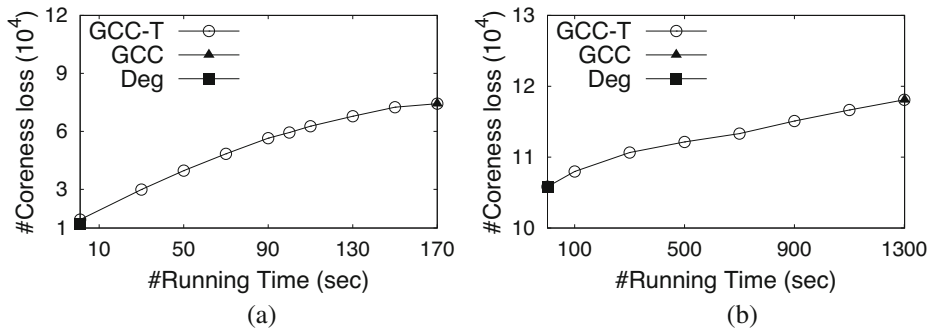 #Coreness loss (10^4)
12
9
6
3
1
GCC-T
GCC
Deg
10 50 90 130 170
#Running Time (sec)
(a)
#Coreness loss (10^4)
13
12
11
10
GCC-T
GCC
Deg
100 500 900 1300
#Running Time (sec)
(b)